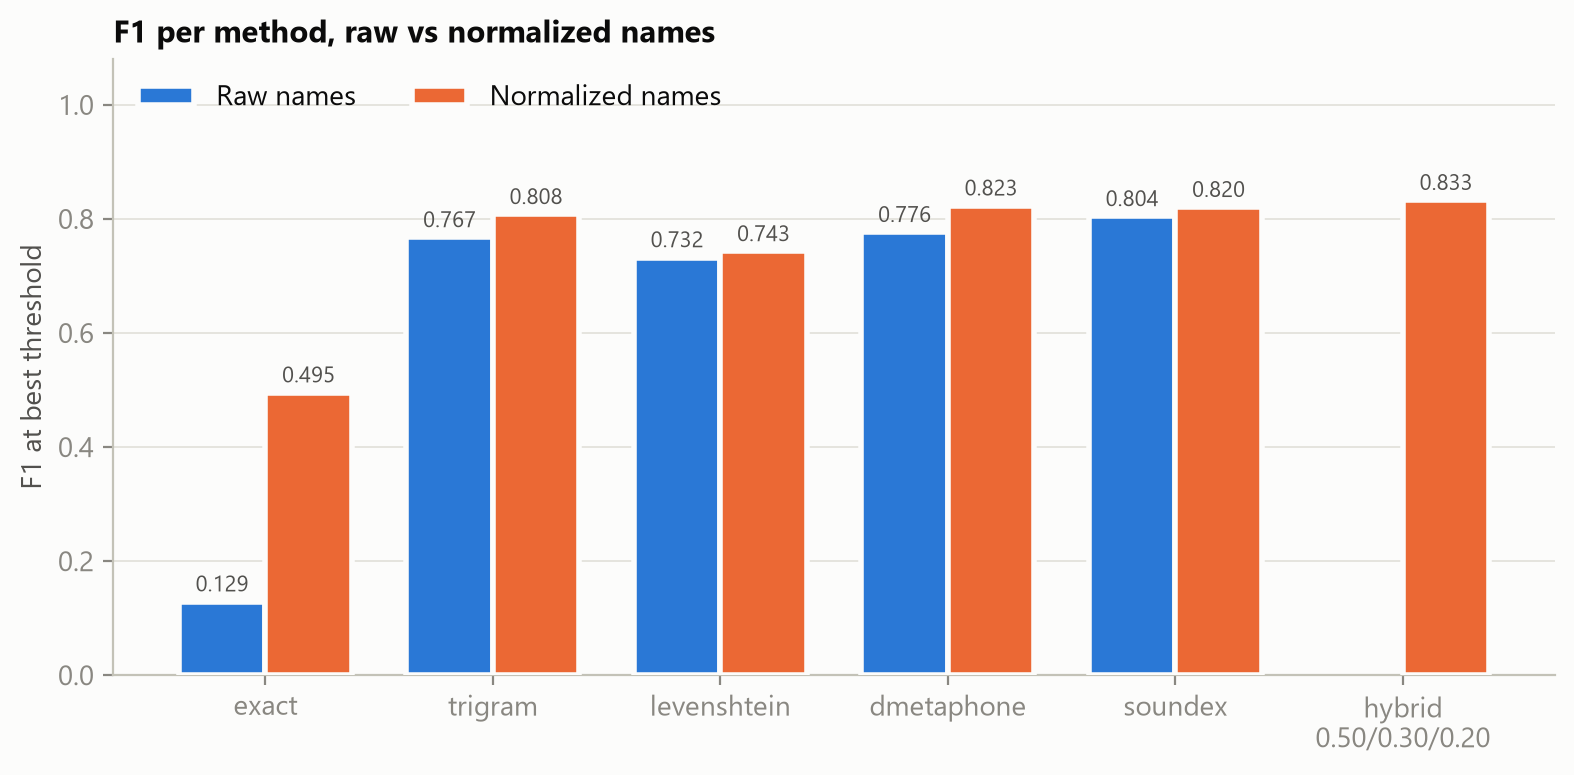 F1 per method, raw vs normalized names
Raw names
Normalized names
F1 at best threshold
1.0
0.8
0.6
0.4
0.2
0.0
0.129
0.495
0.767
0.808
0.732
0.743
0.776
0.823
0.804
0.820
0.833
exact
trigram
levenshtein
dmetaphone
soundex
hybrid
0.50/0.30/0.20